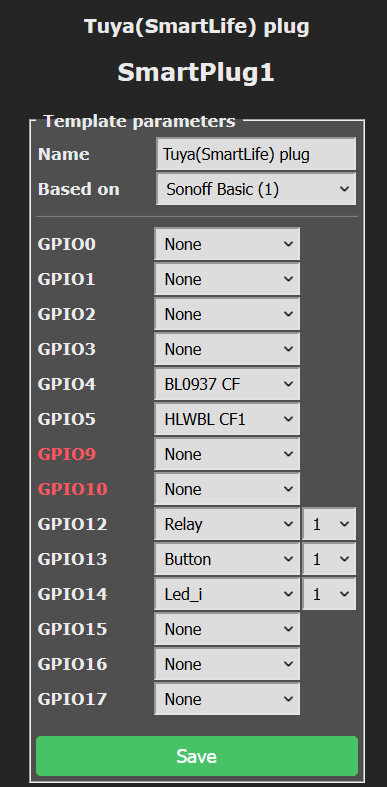 Tuya(SmartLife) plug
SmartPlug1
Template parameters
Name Tuya(SmartLife) plug
Based on Sonoff Basic (1)
GPIO0 None
GPIO1 None
GPIO2 None
GPIO3 None
GPIO4 BL0937 CF
GPIO5 HLWBL CF1
GPIO9 None
GPIO10 None
GPIO12 Relay 1
GPIO13 Button 1
GPIO14 Led_i 1
GPIO15 None
GPIO16 None
GPIO17 None
Save